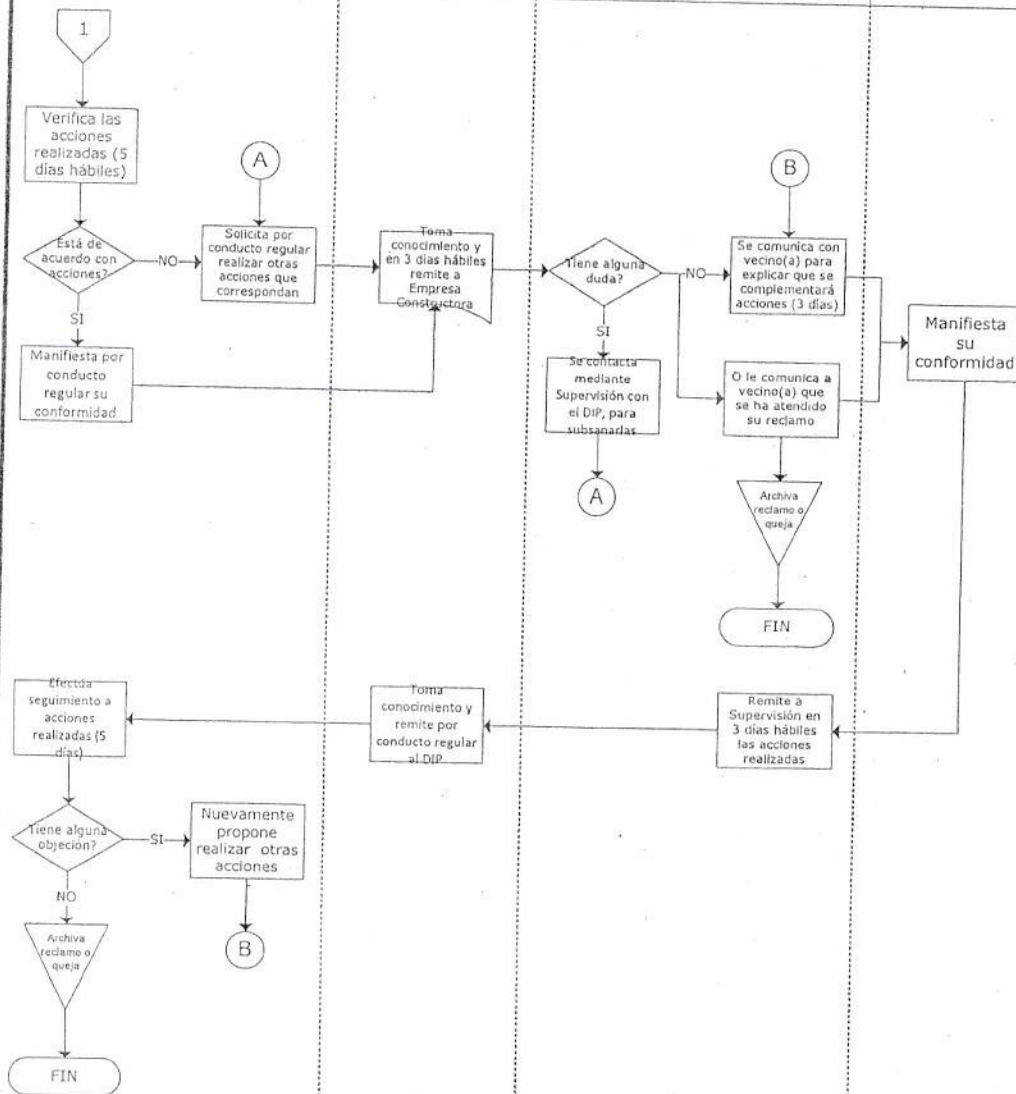 1
Verifica las
acciones
realizadas (5
días hábiles)
A
B
Está de
acuerdo con
acciones?
NO
Solicita por
conducto regular
realizar otras
acciones que
correspondan
Toma
conocimiento y
en 3 días hábiles
remite a
Empresa
Constructora
Tiene alguna
duda?
NO
Se comunica con
vecino(a) para
explicar que se
complementará
acciones (3 días)
Manifiesta
su
conformidad
SI
SI
Manifiesta por
conducto
regular su
conformidad
Se contacta
mediante
Supervisión con
el DIP, para
subsanarlas
O le comunica a
vecino(a) que
se ha atendido
su reclamo
A
Archiva
reclamo o
queja
FIN
Efectúa
seguimiento a
acciones
realizadas (5
días)
Toma
conocimiento y
remite por
conducto regular
al DIP
Remite a
Supervisión en
3 días hábiles
las acciones
realizadas
Tiene alguna
objeción?
SI
Nuevamente
propone
realizar otras
acciones
NO
Archiva
reclamo o
queja
B
FIN